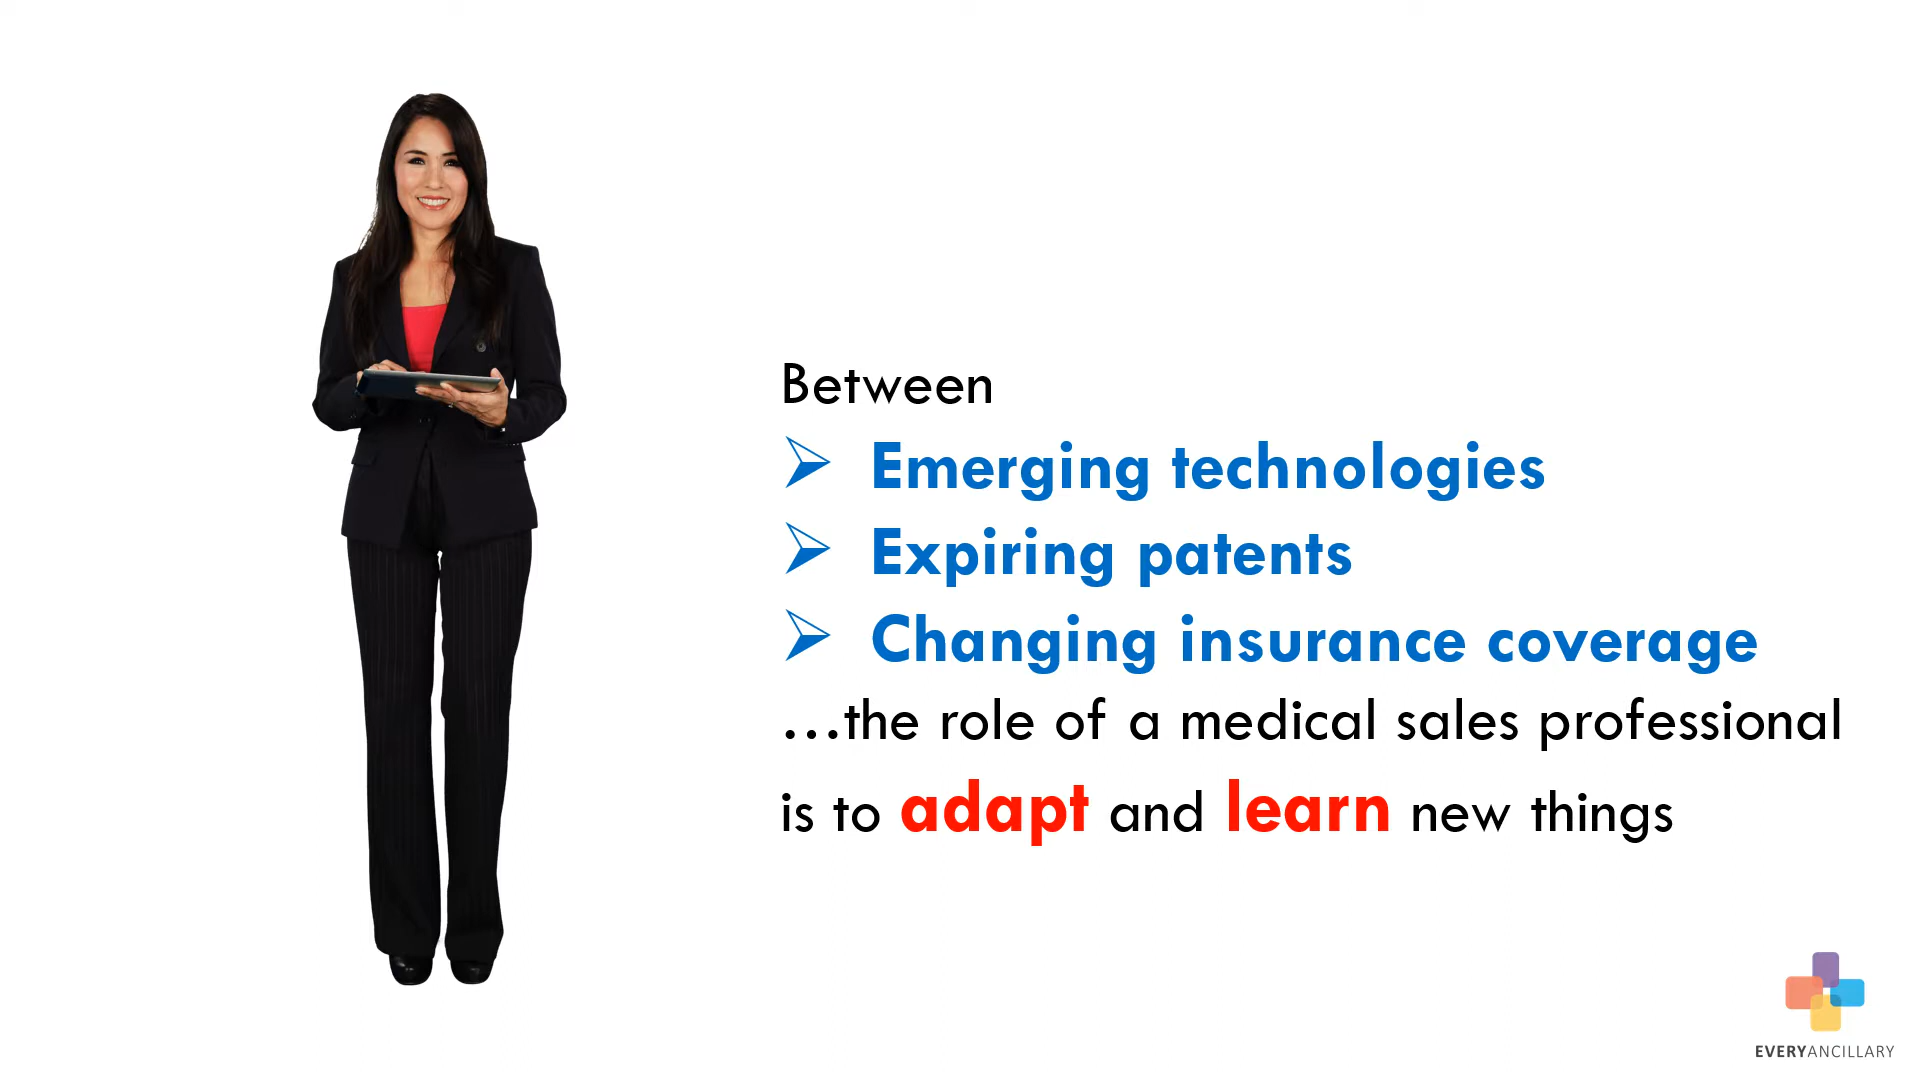 Between
➢ Emerging technologies
➢ Expiring patents
➢ Changing insurance coverage
…the role of a medical sales professional
is to adapt and learn new things
EVERYANCILLARY